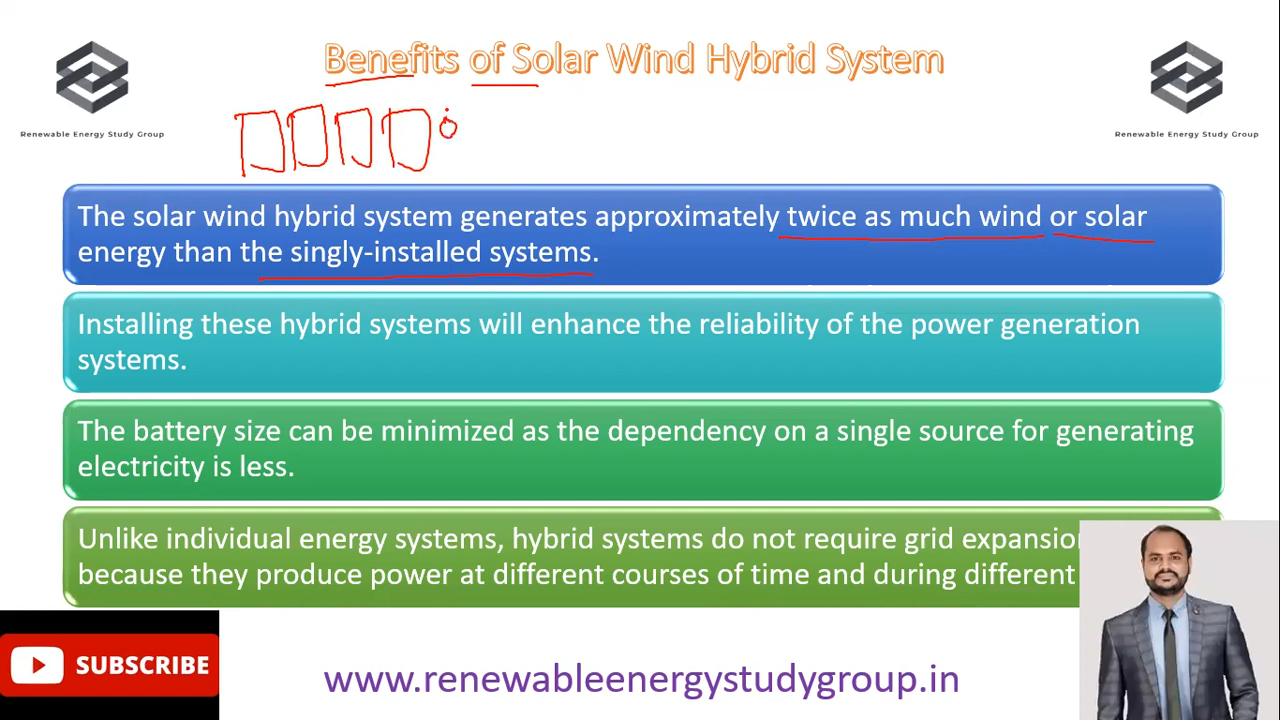 Benefits of Solar Wind Hybrid System
Renewable Energy Study Group
Renewable Energy Study Group
The solar wind hybrid system generates approximately twice as much wind or solar
energy than the singly-installed systems.
Installing these hybrid systems will enhance the reliability of the power generation
systems.
The battery size can be minimized as the dependency on a single source for generating
electricity is less.
Unlike individual energy systems, hybrid systems do not require grid
because they produce power at different courses of time and during different
SUBSCRIBE
www.renewableenergystudygroup.in